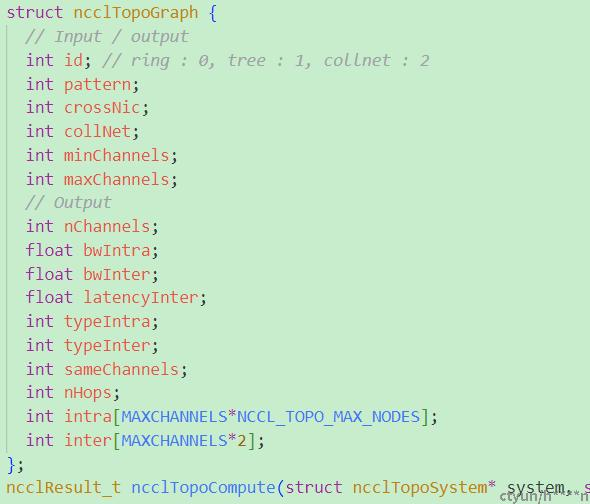 struct ncclTopoGraph {
  // Input / output
  int id; // ring : 0, tree : 1, collnet : 2
  int pattern;
  int crossNic;
  int collNet;
  int minChannels;
  int maxChannels;
  // Output
  int nChannels;
  float bwIntra;
  float bwInter;
  float latencyInter;
  int typeIntra;
  int typeInter;
  int sameChannels;
  int nHops;
  int intra[MAXCHANNELS*NCCL_TOPO_MAX_NODES];
  int inter[MAXCHANNELS*2];
};
ncclResult_t ncclTopoCompute(struct ncclTopoSystem* system, s
ctyun/h****n